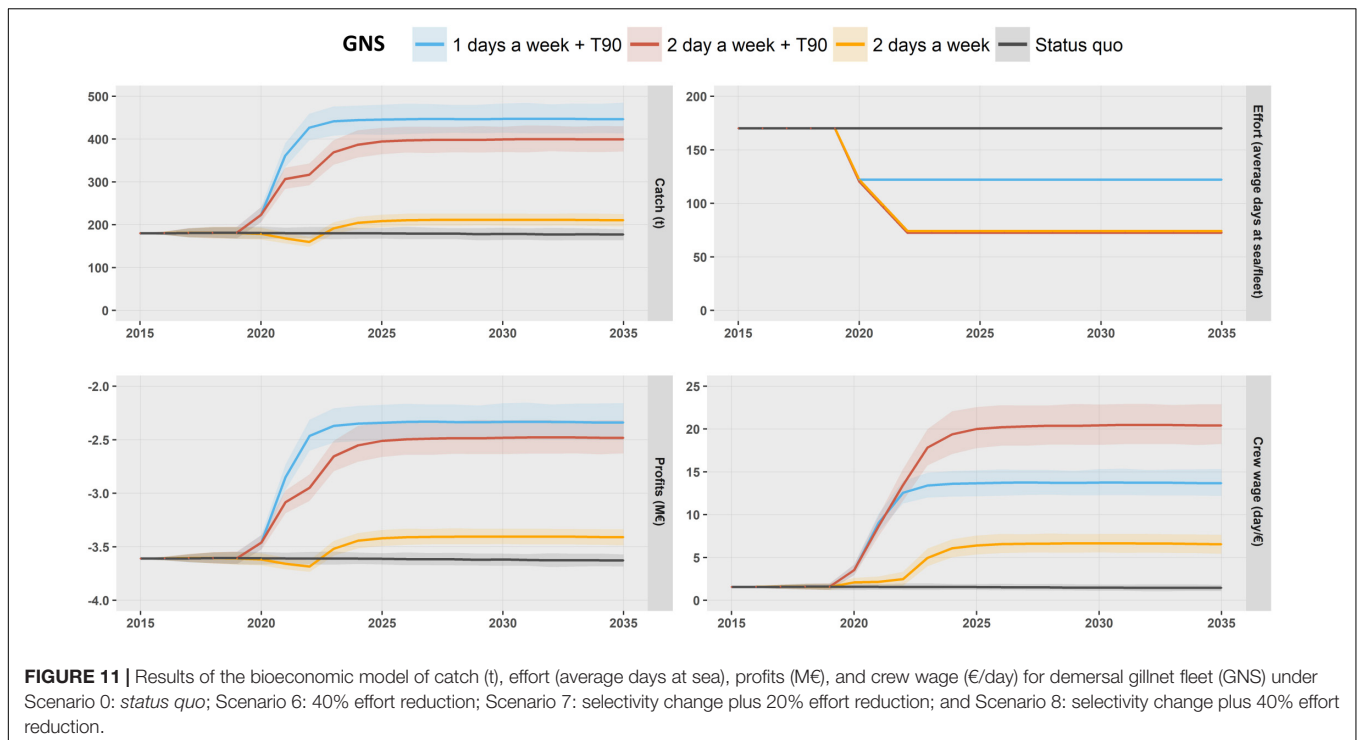 GNS 1 days a week + T90 2 day a week + T90 2 days a week Status quo
500
400
300
200
100
0
2015 2020 2025 2030 2035
Catch (t)
200
150
100
50
0
2015 2020 2025 2030 2035
Effort (average days at sea/fleet)
-2.0
-2.5
-3.0
-3.5
-4.0
2015 2020 2025 2030 2035
Profits (M€)
25
20
15
10
5
0
2015 2020 2025 2030 2035
Crew wage (day/€)
FIGURE 11 | Results of the bioeconomic model of catch (t), effort (average days at sea), profits (M€), and crew wage (€/day) for demersal gillnet fleet (GNS) under
Scenario 0: status quo; Scenario 6: 40% effort reduction; Scenario 7: selectivity change plus 20% effort reduction; and Scenario 8: selectivity change plus 40% effort
reduction.